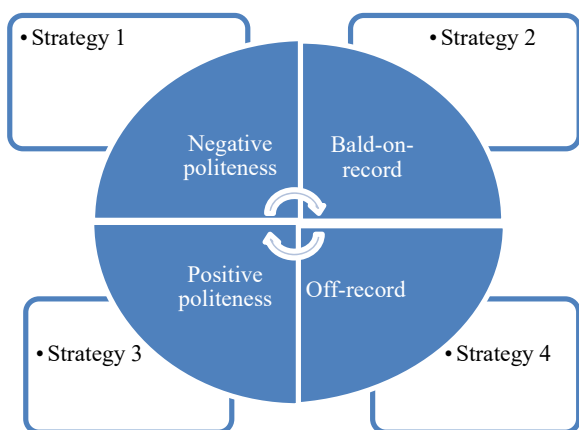 • Strategy 1
• Strategy 2
Negative
politeness
Bald-on-
record
Positive
politeness
Off-record
• Strategy 3
• Strategy 4